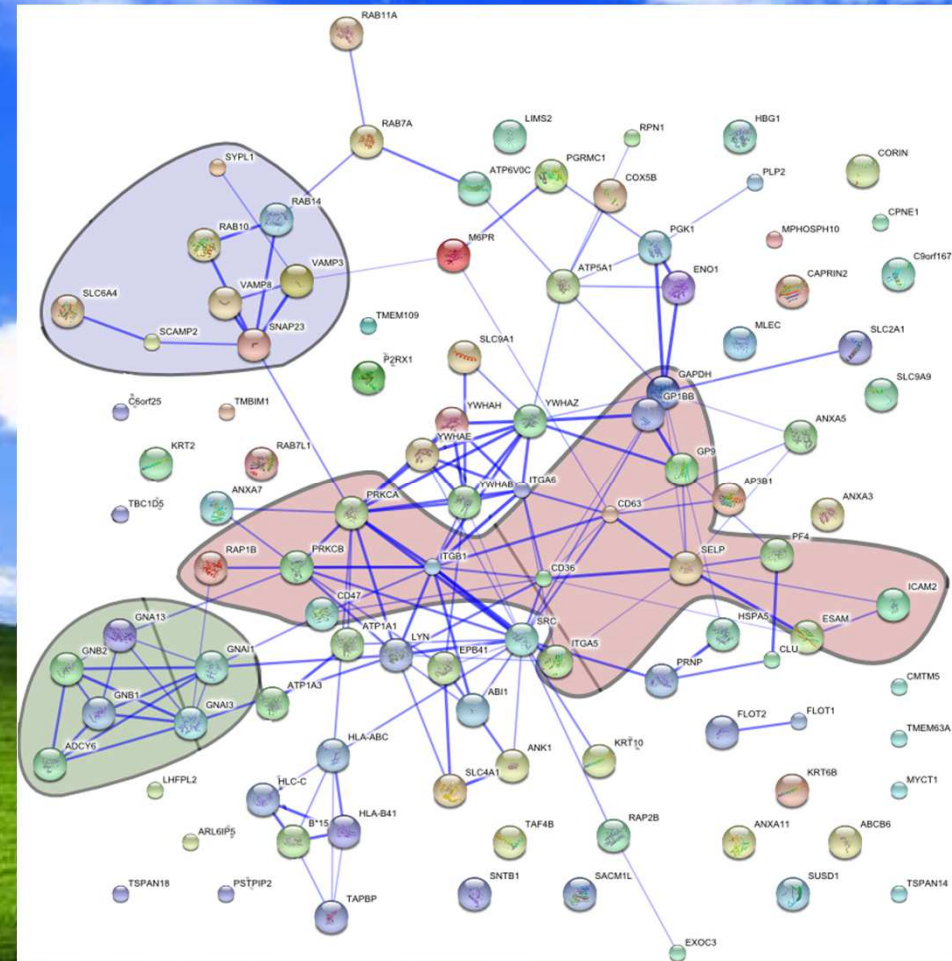 RAB11A
RAB7A
LIMS2
RPN1
HBG1
CORIN
SYPL1
ATP6V0C
PGRMC1
COX5B
PLP2
RAB14
CPNE1
RAB10
M6PR
PGK1
MPHOSPH10
VAMP3
ATP5A1
ENO1
C9orf167
VAMP8
CAPRIN2
SLC6A4
SCAMP2
SNAP23
TMEM109
MLEC
SLC2A1
SLC9A1
P2RX1
GAPDH
SLC9A9
C6orf25
TMBIM1
YWHAH
YWHAZ
GP1BB
ANXA5
KRT2
RAB7L1
YWHAE
GP9
ITGA6
AP3B1
TBC1D5
ANXA7
PRKCA
YWHAB
CD63
ANXA3
RAP1B
PRKCB
ITGB1
CD36
SELP
PF4
ICAM2
GNA13
CD47
HSPA5
ESAM
GNB2
GNAI1
ATP1A1
LYN
EPB41
SRC
ITGA5
CLU
PRNP
CMTM5
GNB1
GNAI3
ATP1A3
ABI1
FLOT2
FLOT1
TMEM63A
ADCY6
HLA-ABC
ANK1
KRT10
LHFPL2
HLC-C
SLC4A1
KRT6B
MYCT1
HLA-B41
B*15
ARL6IP5
TAF4B
RAP2B
ANXA11
ABCB6
TSPAN18
PSTPIP2
TAPBP
SNTB1
SACM1L
SUSD1
TSPAN14
EXOC3